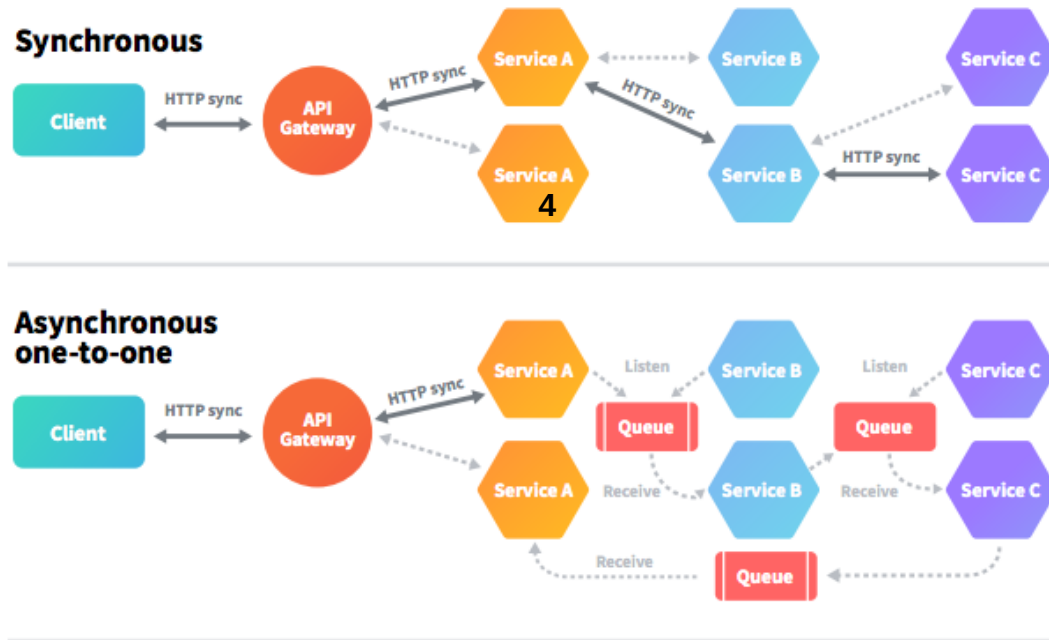 Synchronous
Client
HTTP sync
API
Gateway
HTTP sync
Service A
Service A
4
HTTP sync
Service B
Service B
HTTP sync
Service C
Service C
Asynchronous
one-to-one
Client
HTTP sync
API
Gateway
HTTP sync
Service A
Service A
Listen
Queue
Receive
Service B
Service B
Listen
Queue
Receive
Service C
Service C
Receive
Queue